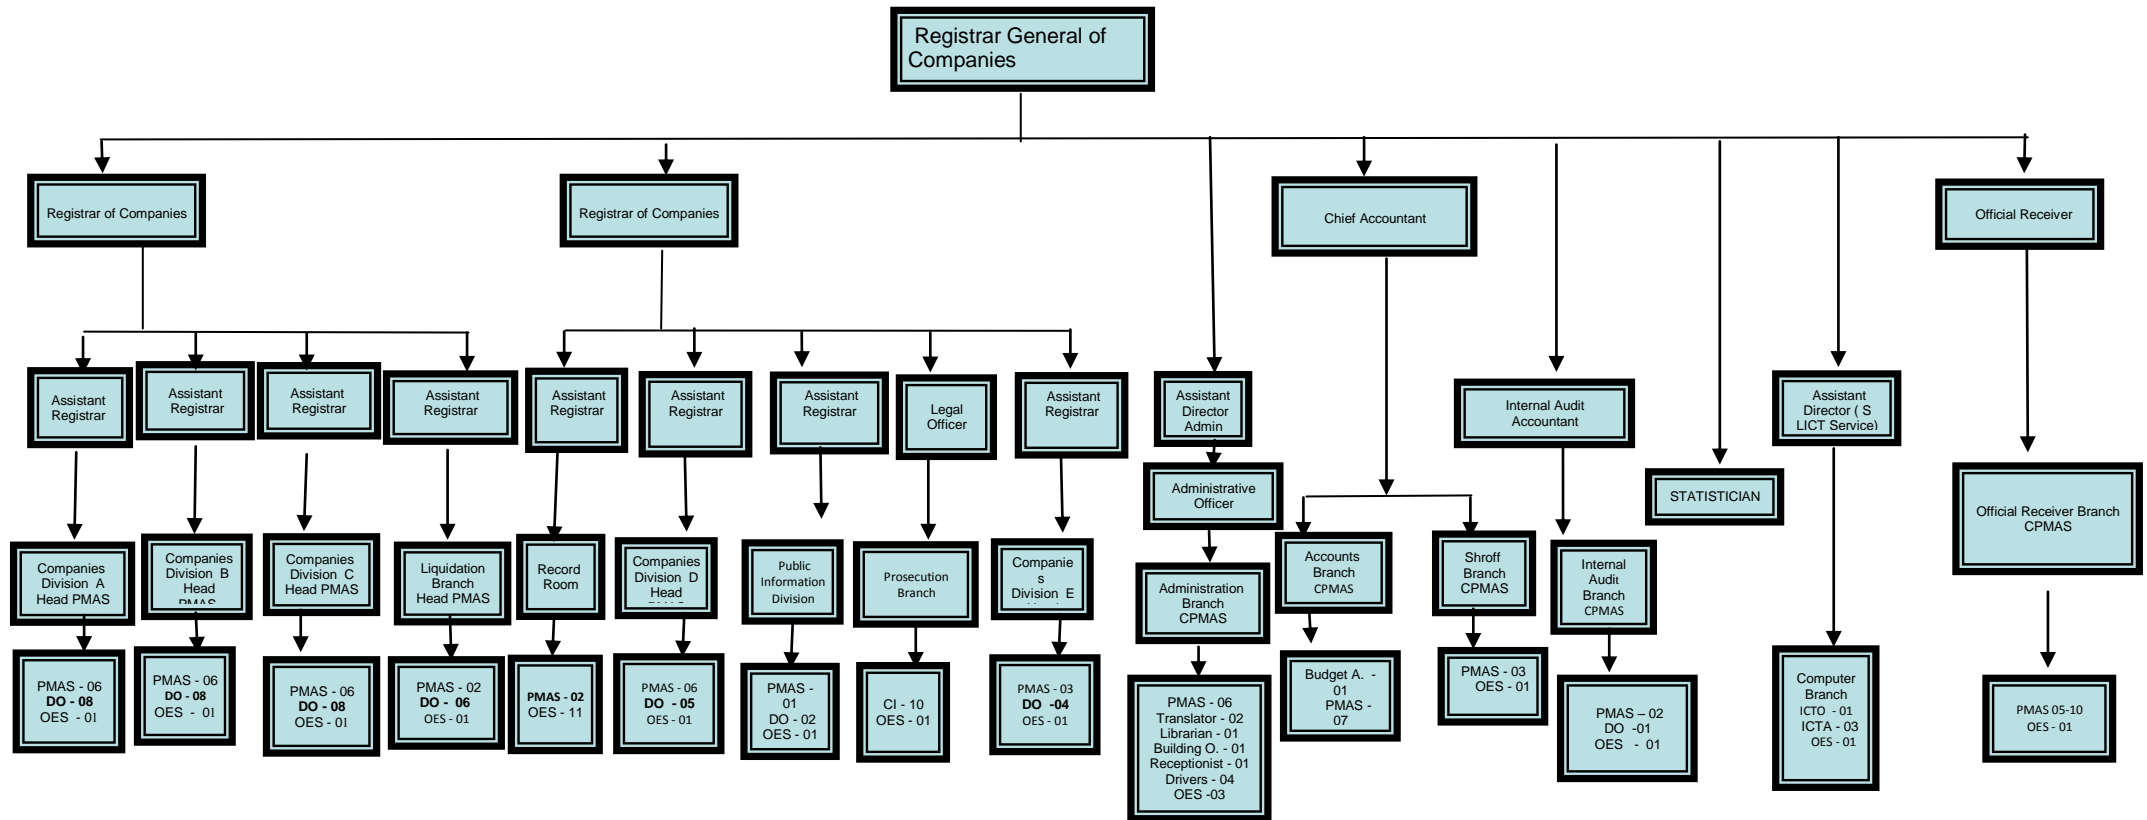 Registrar General of
Companies
Registrar of Companies
Registrar of Companies
Chief Accountant
Official Receiver
Assistant
Registrar
Assistant
Registrar
Assistant
Registrar
Assistant
Registrar
Assistant
Registrar
Assistant
Registrar
Assistant
Registrar
Legal
Officer
Assistant
Registrar
Assistant
Director
Admin
Internal Audit
Accountant
Assistant
Director ( S
LICT Service)
Administrative
Officer
STATISTICIAN
Official Receiver Branch
CPMAS
Companies
Division A
Head PMAS
Companies
Division B
Head
PMAS
Companies
Division C
Head PMAS
Liquidation
Branch
Head PMAS
Record
Room
Companies
Division D
Head
Public
Information
Division
Prosecution
Branch
Companie
s
Division E
Administration
Branch
CPMAS
Accounts
Branch
CPMAS
Shroff
Branch
CPMAS
Internal
Audit
Branch
CPMAS
PMAS - 06
DO - 08
OES - 01
PMAS - 06
DO - 08
OES - 01
PMAS - 06
DO - 08
OES - 01
PMAS - 02
DO - 06
OES - 01
PMAS - 02
OES - 11
PMAS - 06
DO - 05
OES - 01
PMAS -
01
DO - 02
OES - 01
CI - 10
OES - 01
PMAS - 03
DO -04
OES - 01
PMAS - 06
Translator - 02
Librarian - 01
Building O. - 01
Receptionist - 01
Drivers - 04
OES -03
Budget A. -
01
PMAS -
07
PMAS - 03
OES - 01
PMAS – 02
DO -01
OES - 01
Computer
Branch
ICTO - 01
ICTA - 03
OES - 01
PMAS 05-10
OES - 01